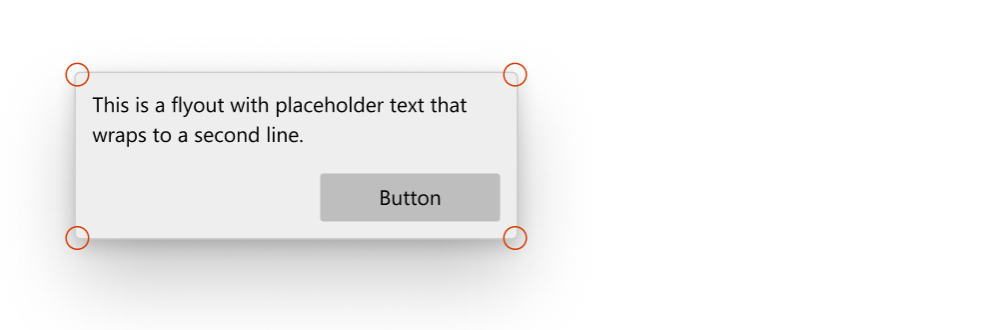 This is a flyout with placeholder text that
wraps to a second line.
Button